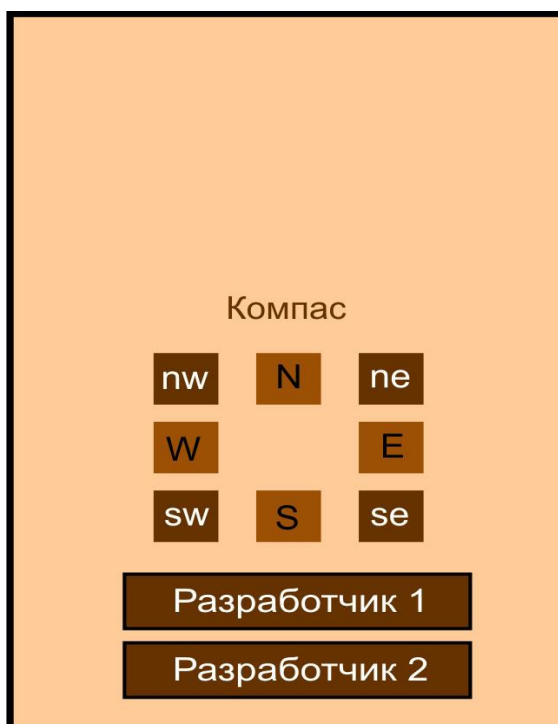 Компас
nw N ne
W E
sw S se
Разработчик 1
Разработчик 2